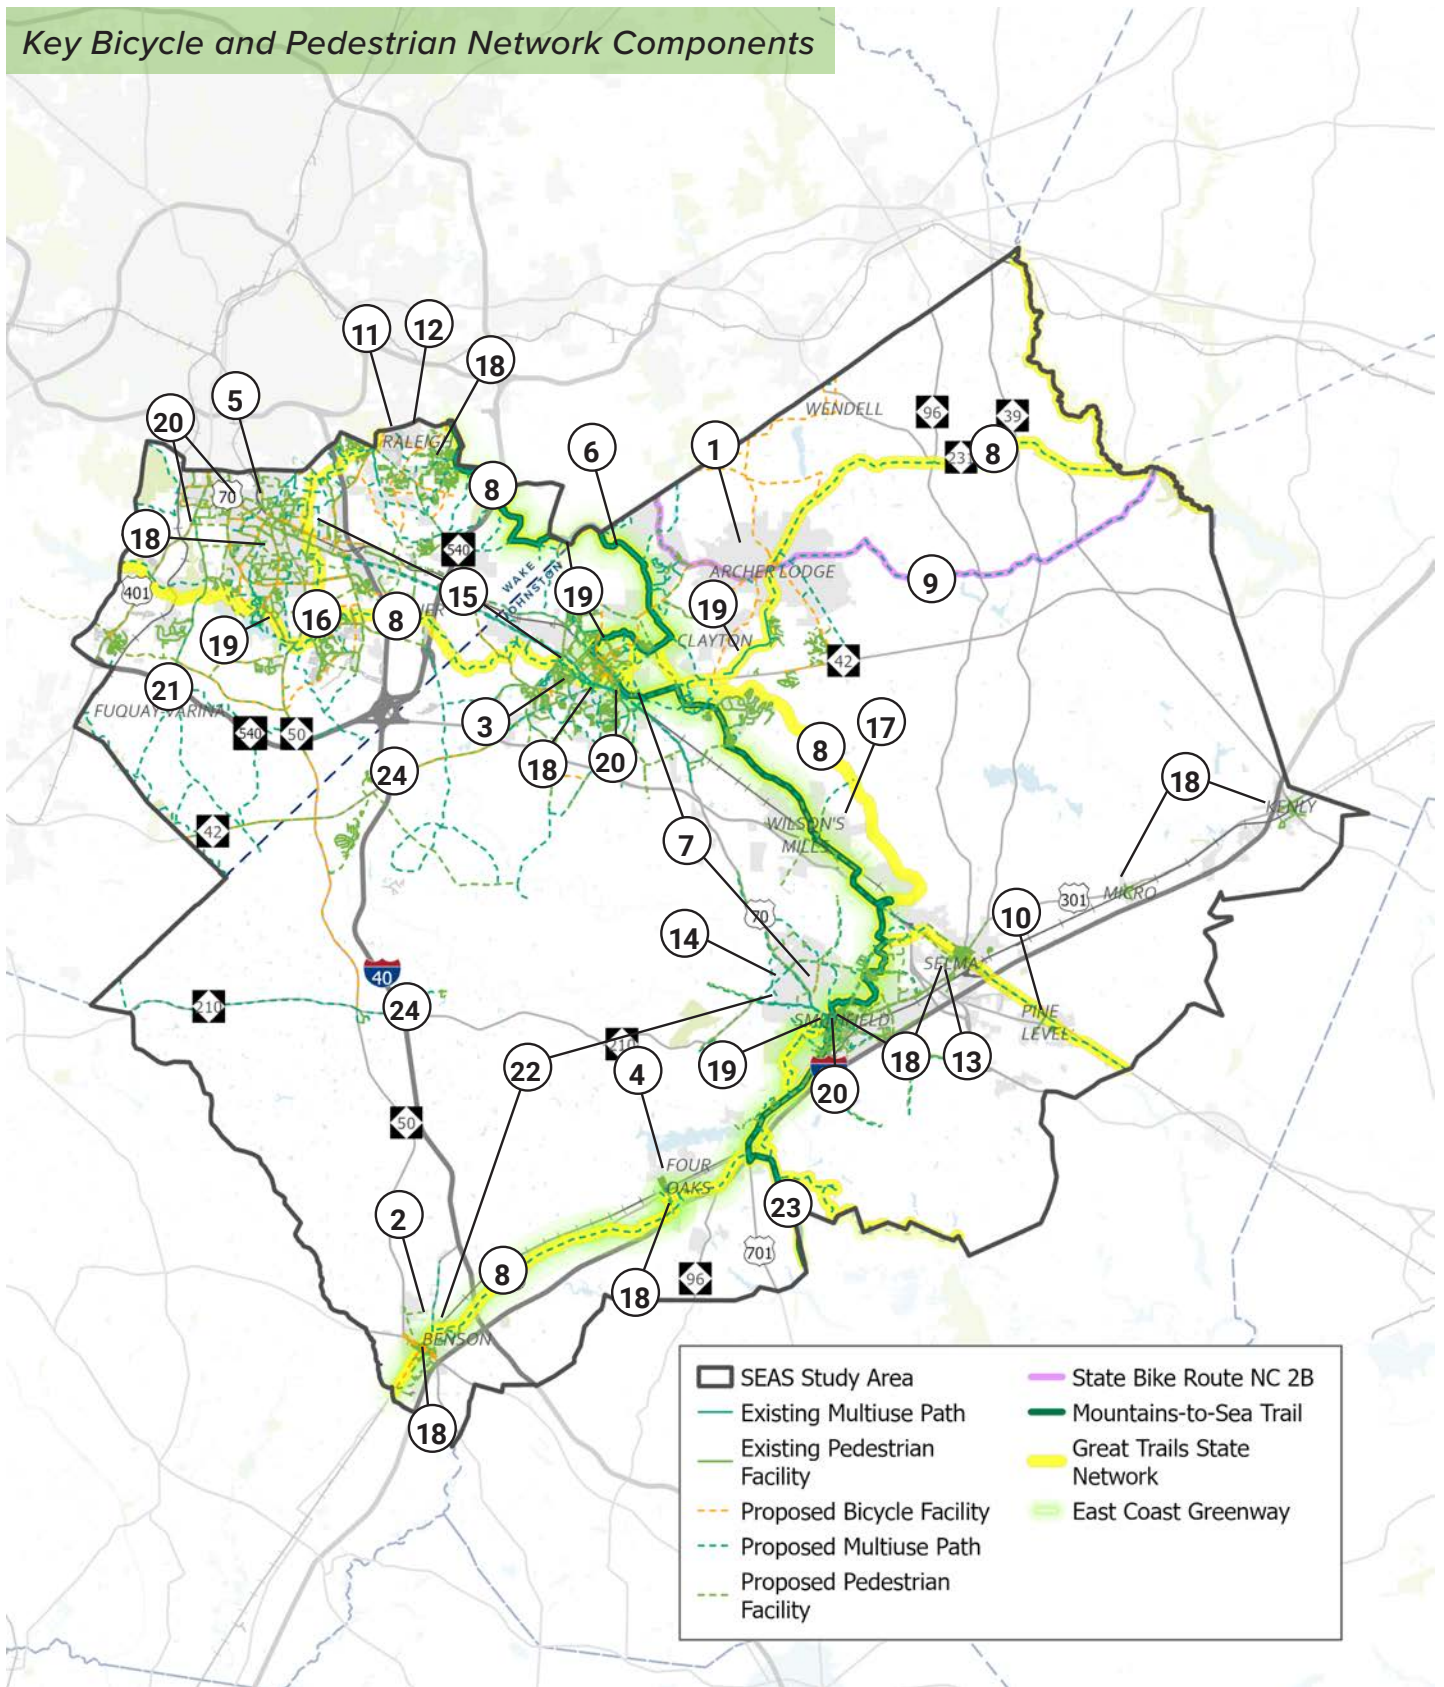 Key Bicycle and Pedestrian Network Components
11
12
18
5
20
WENDELL
96
39
RALEIGH
6
1
231
8
70
8
18
540
ARCHER LODGE
9
WAKE
JOHNSTON
401
15
19
19
16
8
19
CLAYTON
42
21
FUQUAY-VARINA
3
17
540
50
18
20
8
24
18
KENLY
42
WILSON'S
MILLS
7
MICRO
301
70
10
14
40
SELMA
210
24
PINE
LEVEL
SMITHFIELD
210
22
4
19
18
13
20
50
FOUR
OAKS
2
23
701
8
96
18
BENSON
18
SEAS Study Area
Existing Multiuse Path
Existing Pedestrian
Facility
Proposed Bicycle Facility
Proposed Multiuse Path
Proposed Pedestrian
Facility
State Bike Route NC 2B
Mountains-to-Sea Trail
Great Trails State
Network
East Coast Greenway